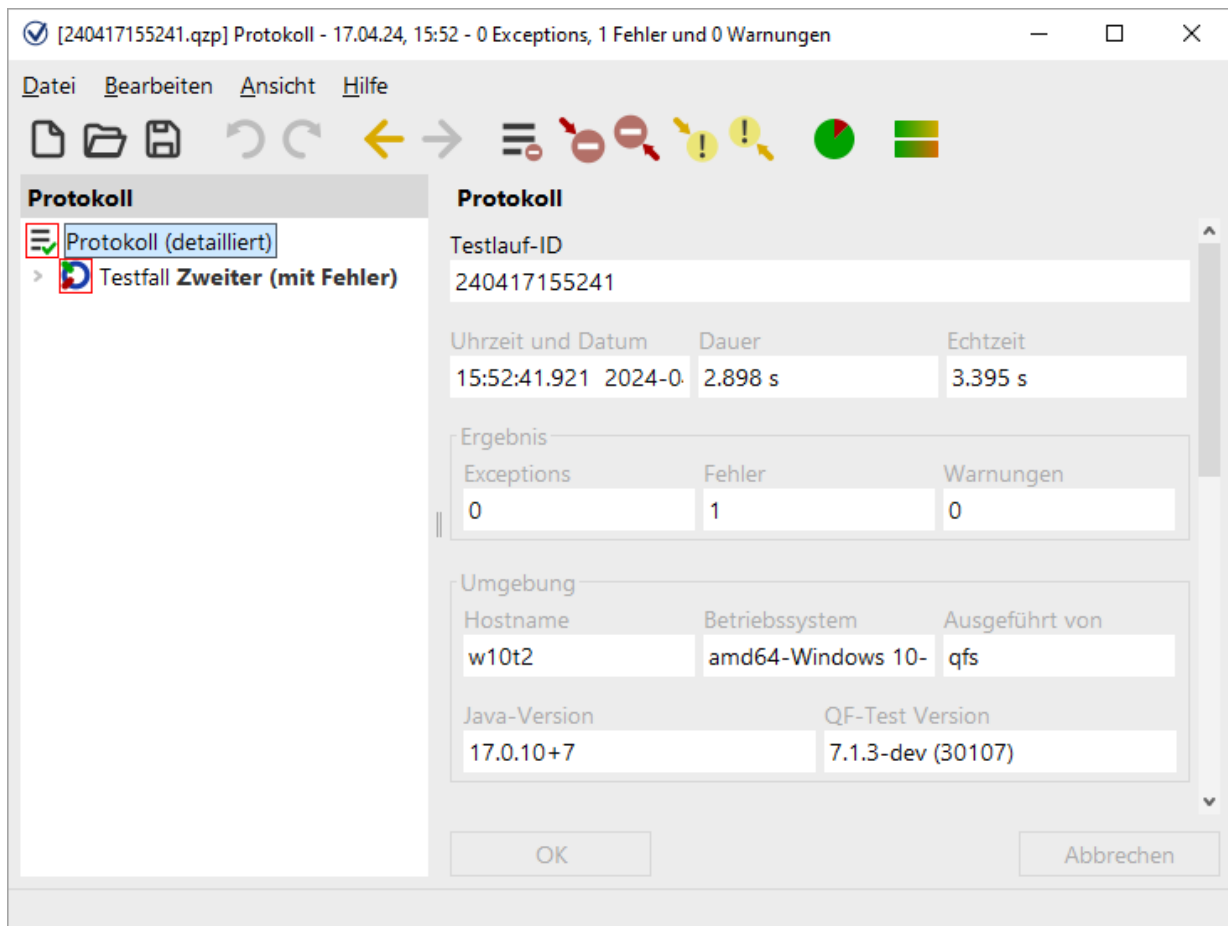 [240417155241.qzp] Protokoll - 17.04.24, 15:52 - 0 Exceptions, 1 Fehler und 0 Warnungen
Datei Bearbeiten Ansicht Hilfe
Protokoll
Protokoll (detailliert)
Testfall Zweiter (mit Fehler)
Protokoll
Testlauf-ID
240417155241
Uhrzeit und Datum Dauer Echtzeit
15:52:41.921 2024-0 2.898 s 3.395 s
Ergebnis
Exceptions Fehler Warnungen
0 1 0
Umgebung
Hostname Betriebssystem Ausgeführt von
w10t2 amd64-Windows 10- qfs
Java-Version QF-Test Version
17.0.10+7 7.1.3-dev (30107)
OK Abbrechen